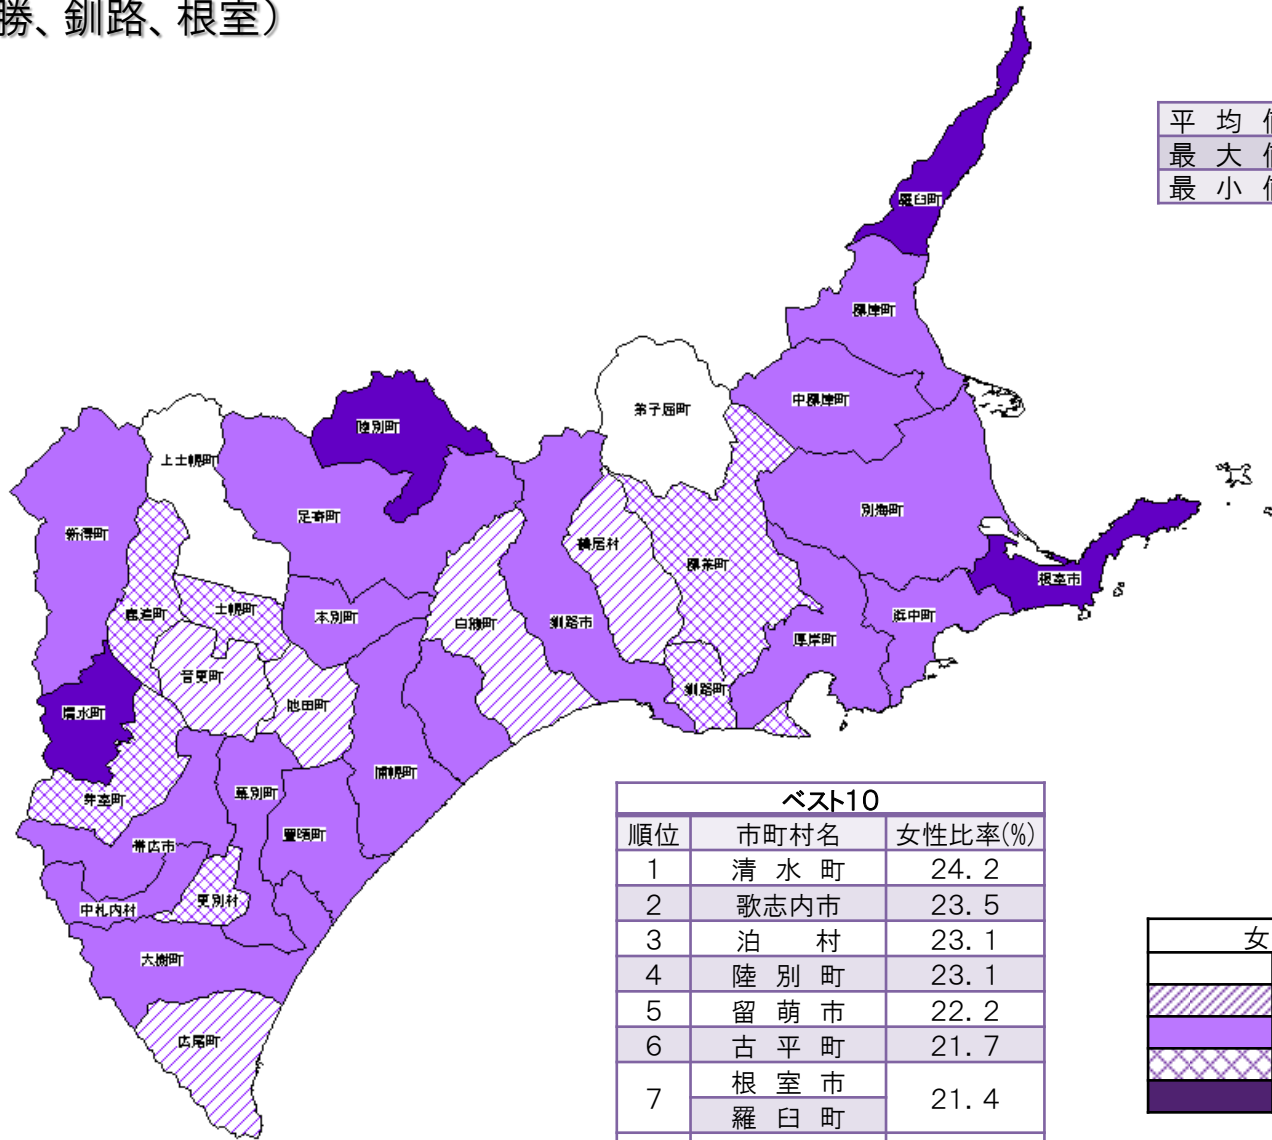 勝、釧路、根室）
平 均 値
最 大 値
最 小 値
羅臼町
標津町
中標津町
弟子屈町
陸別町
上士幌町
足寄町
別海町
新得町
鶴居村
標茶町
根室市
鹿追町
士幌町
本別町
白糠町
釧路市
浜中町
厚岸町
音更町
池田町
釧路町
清水町
浦幌町
芽室町
幕別町
豊頃町
帯広市
更別村
中札内村
大樹町
広尾町
ベスト10
順位 市町村名 女性比率(%)
1 清 水 町 24.2
2 歌志内市 23.5
3 泊 村 23.1
4 陸 別 町 23.1
5 留 萌 市 22.2
6 古 平 町 21.7
7 根 室 市 21.4
羅 臼 町
女